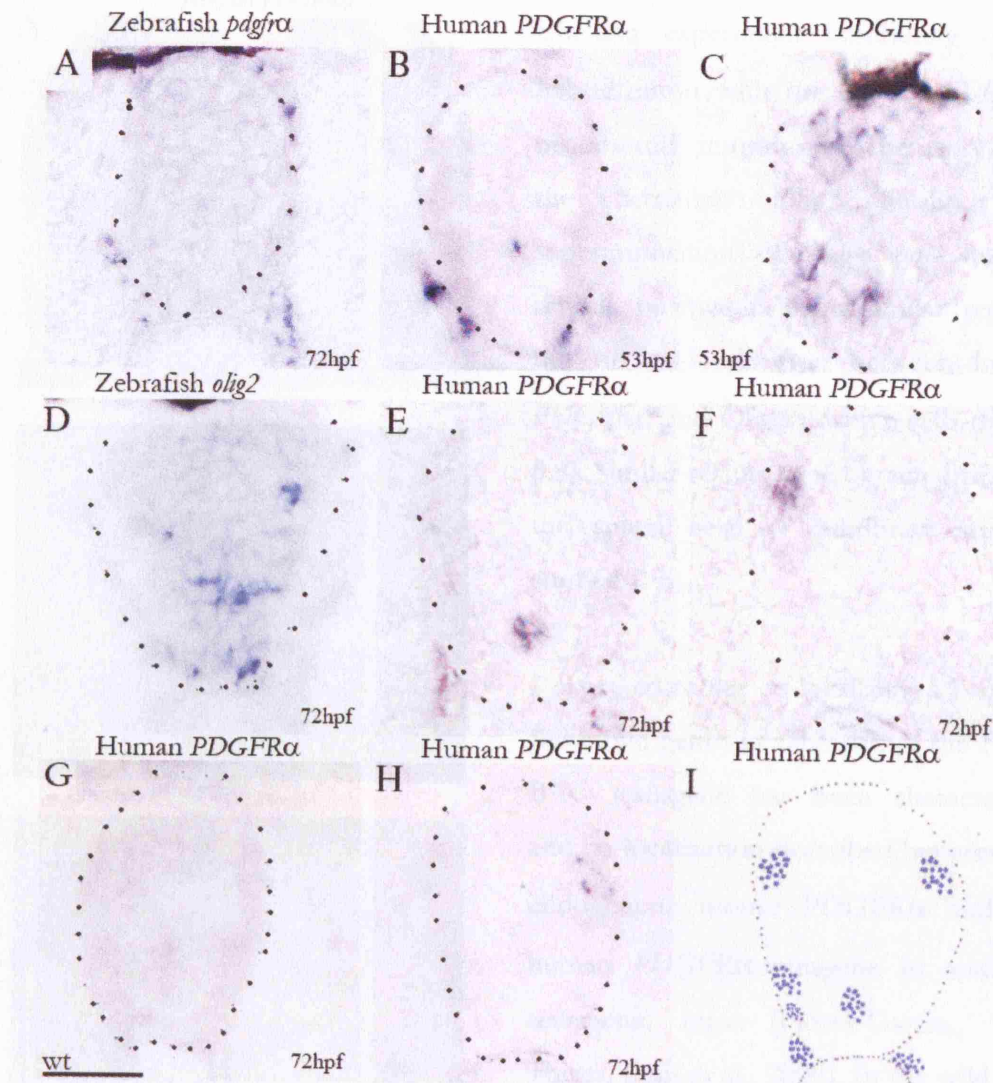 Zebrafish pdgfrα
Human PDGFRα
Human PDGFRα
A
B
C
72hpf
53hpf
53hpf
Zebrafish olig2
Human PDGFRα
Human PDGFRα
D
E
F
72hpf
72hpf
72hpf
Human PDGFRα
Human PDGFRα
Human PDGFRα
G
H
I
wt
72hpf
72hpf